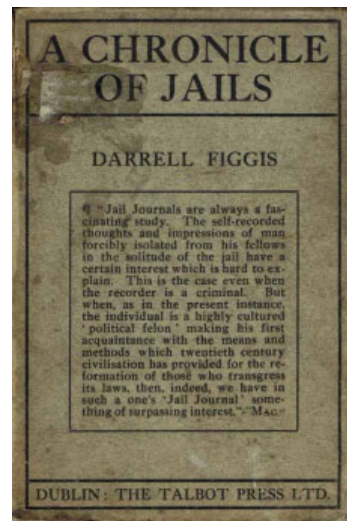 A CHRONICLE
OF JAILS
DARRELL FIGGIS
¶ "Jail Journals are always a fas-
cinating study. The self-recorded
thoughts and impressions of man
forcibly isolated from his fellows
in the solitude of the jail have a
certain interest which is hard to ex-
plain. This is the case even when
the recorder is a criminal. But
when, as in the present instance,
the individual is a highly cultured
'political felon' making his first
acquaintance with the means and
methods which twentieth century
civilisation has provided for the re-
formation of those who transgress
its laws, then, indeed, we have in
such a one's 'Jail Journal' some-
thing of surpassing interest."-"MAC."
DUBLIN: THE TALBOT PRESS LTD.